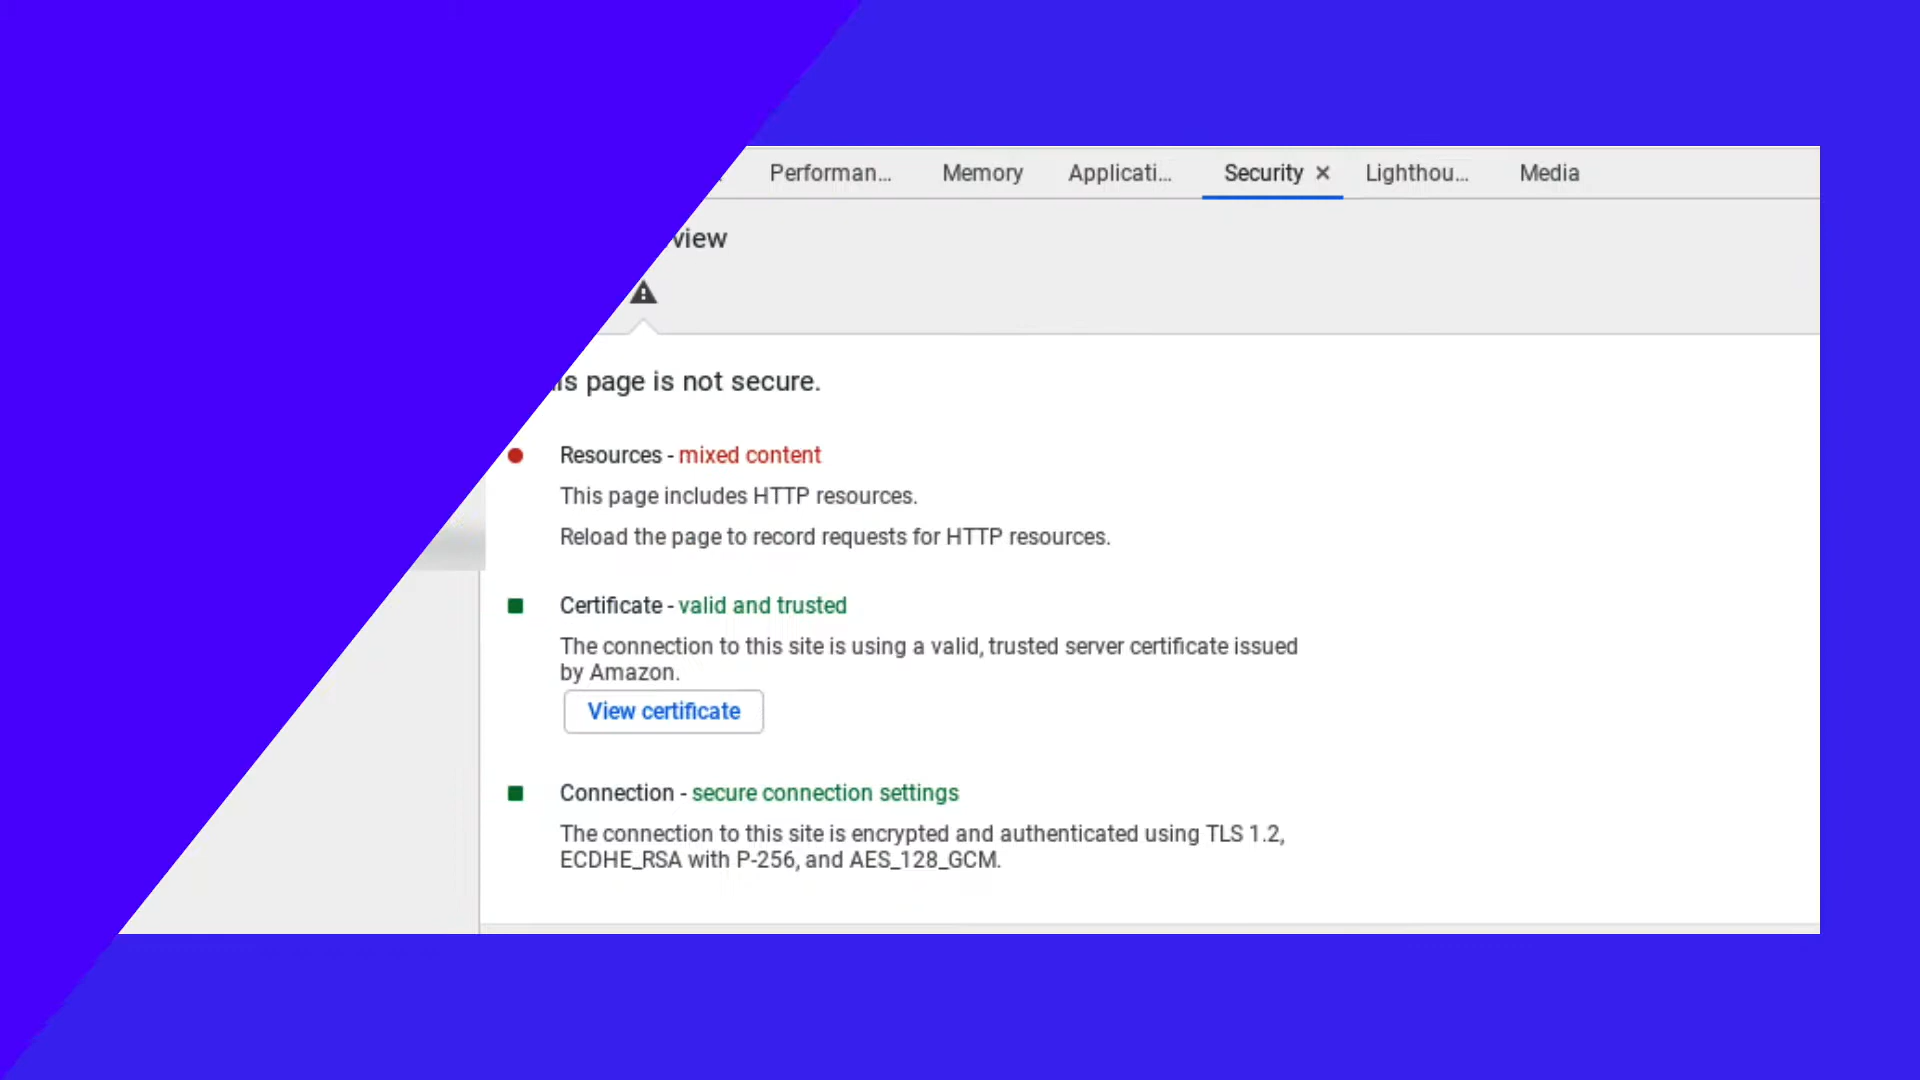 Performan...
Memory
Applicati...
Security ×
Lighthou...
Media
view
is page is not secure.
Resources - mixed content
This page includes HTTP resources.
Reload the page to record requests for HTTP resources.
Certificate - valid and trusted
The connection to this site is using a valid, trusted server certificate issued
by Amazon.
View certificate
Connection - secure connection settings
The connection to this site is encrypted and authenticated using TLS 1.2,
ECDHE_RSA with P-256, and AES_128_GCM.